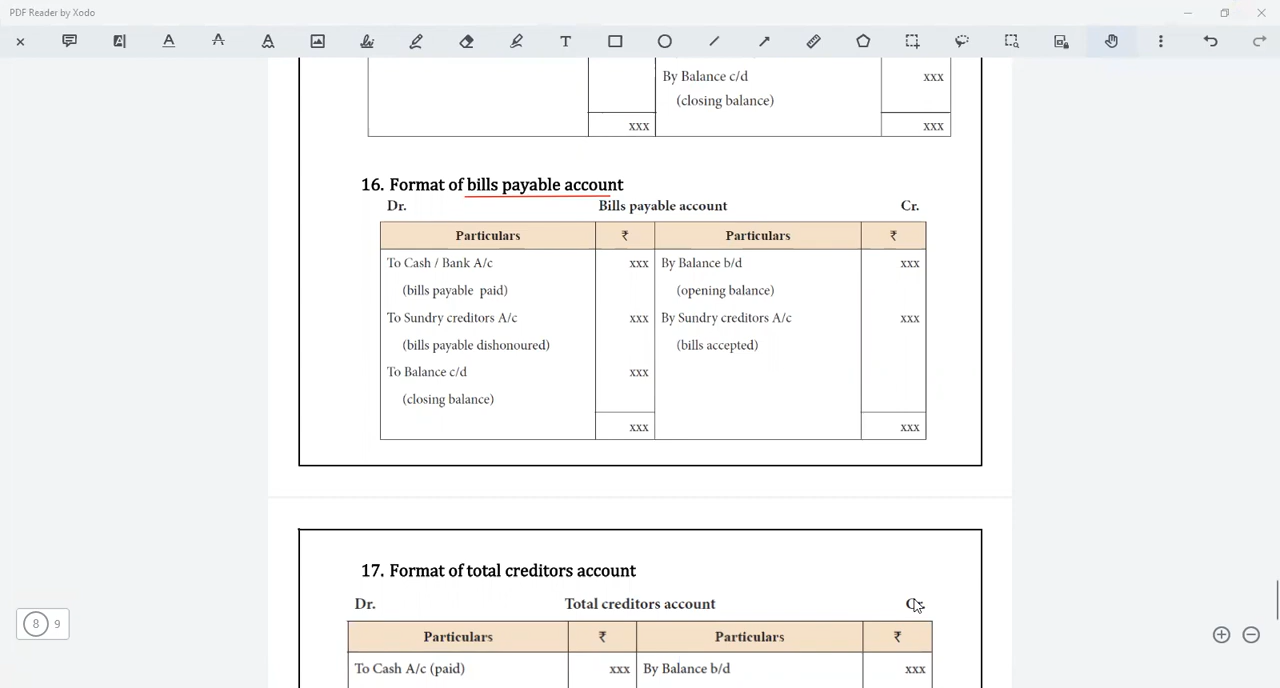 PDF Reader by Xodo
By Balance c/d xxx
(closing balance)
xxx xxx
16. Format of bills payable account
Dr. Bills payable account Cr.
Particulars ₹ Particulars ₹
To Cash / Bank A/c xxx By Balance b/d xxx
(bills payable paid) (opening balance)
To Sundry creditors A/c xxx By Sundry creditors A/c xxx
(bills payable dishonoured) (bills accepted)
To Balance c/d xxx
(closing balance)
xxx xxx
17. Format of total creditors account
Dr. Total creditors account Cr.
8 9
Particulars ₹ Particulars ₹
To Cash A/c (paid) xxx By Balance b/d xxx